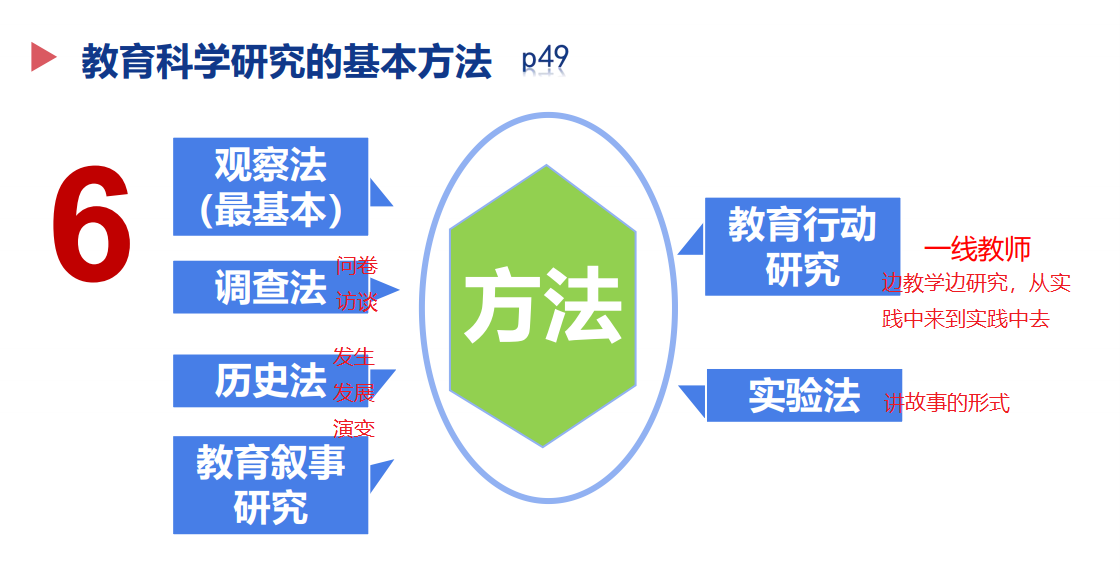 教育科学研究的基本方法 p49
6
观察法
（最基本）
调查法
问卷
访谈
历史法
发生
发展
演变
教育叙事
研究
方法
教育行动
研究
一线教师
边教学边研究，从实
践中来到实践中去
实验法
讲故事的形式